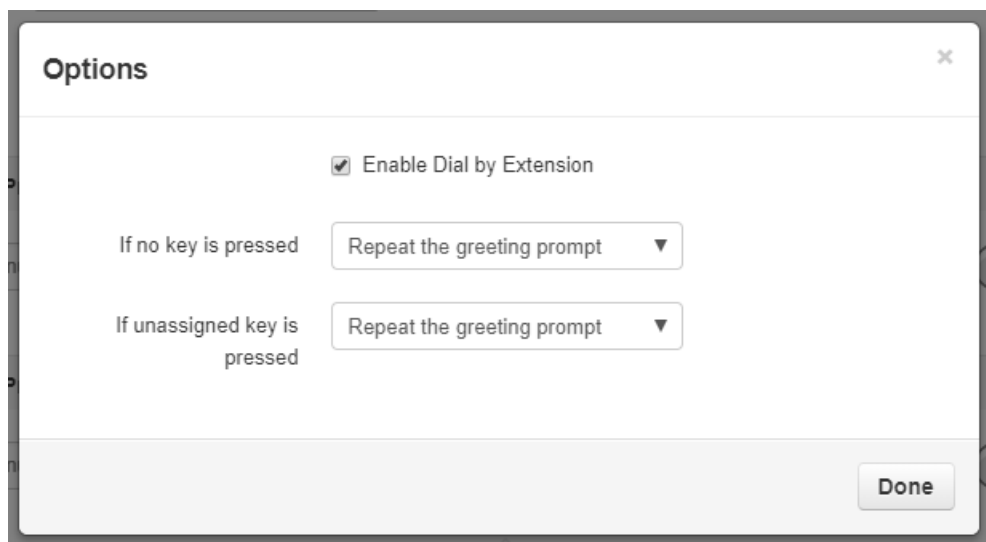 Options
×
Enable Dial by Extension
If no key is pressed
Repeat the greeting prompt
If unassigned key is
pressed
Repeat the greeting prompt
Done